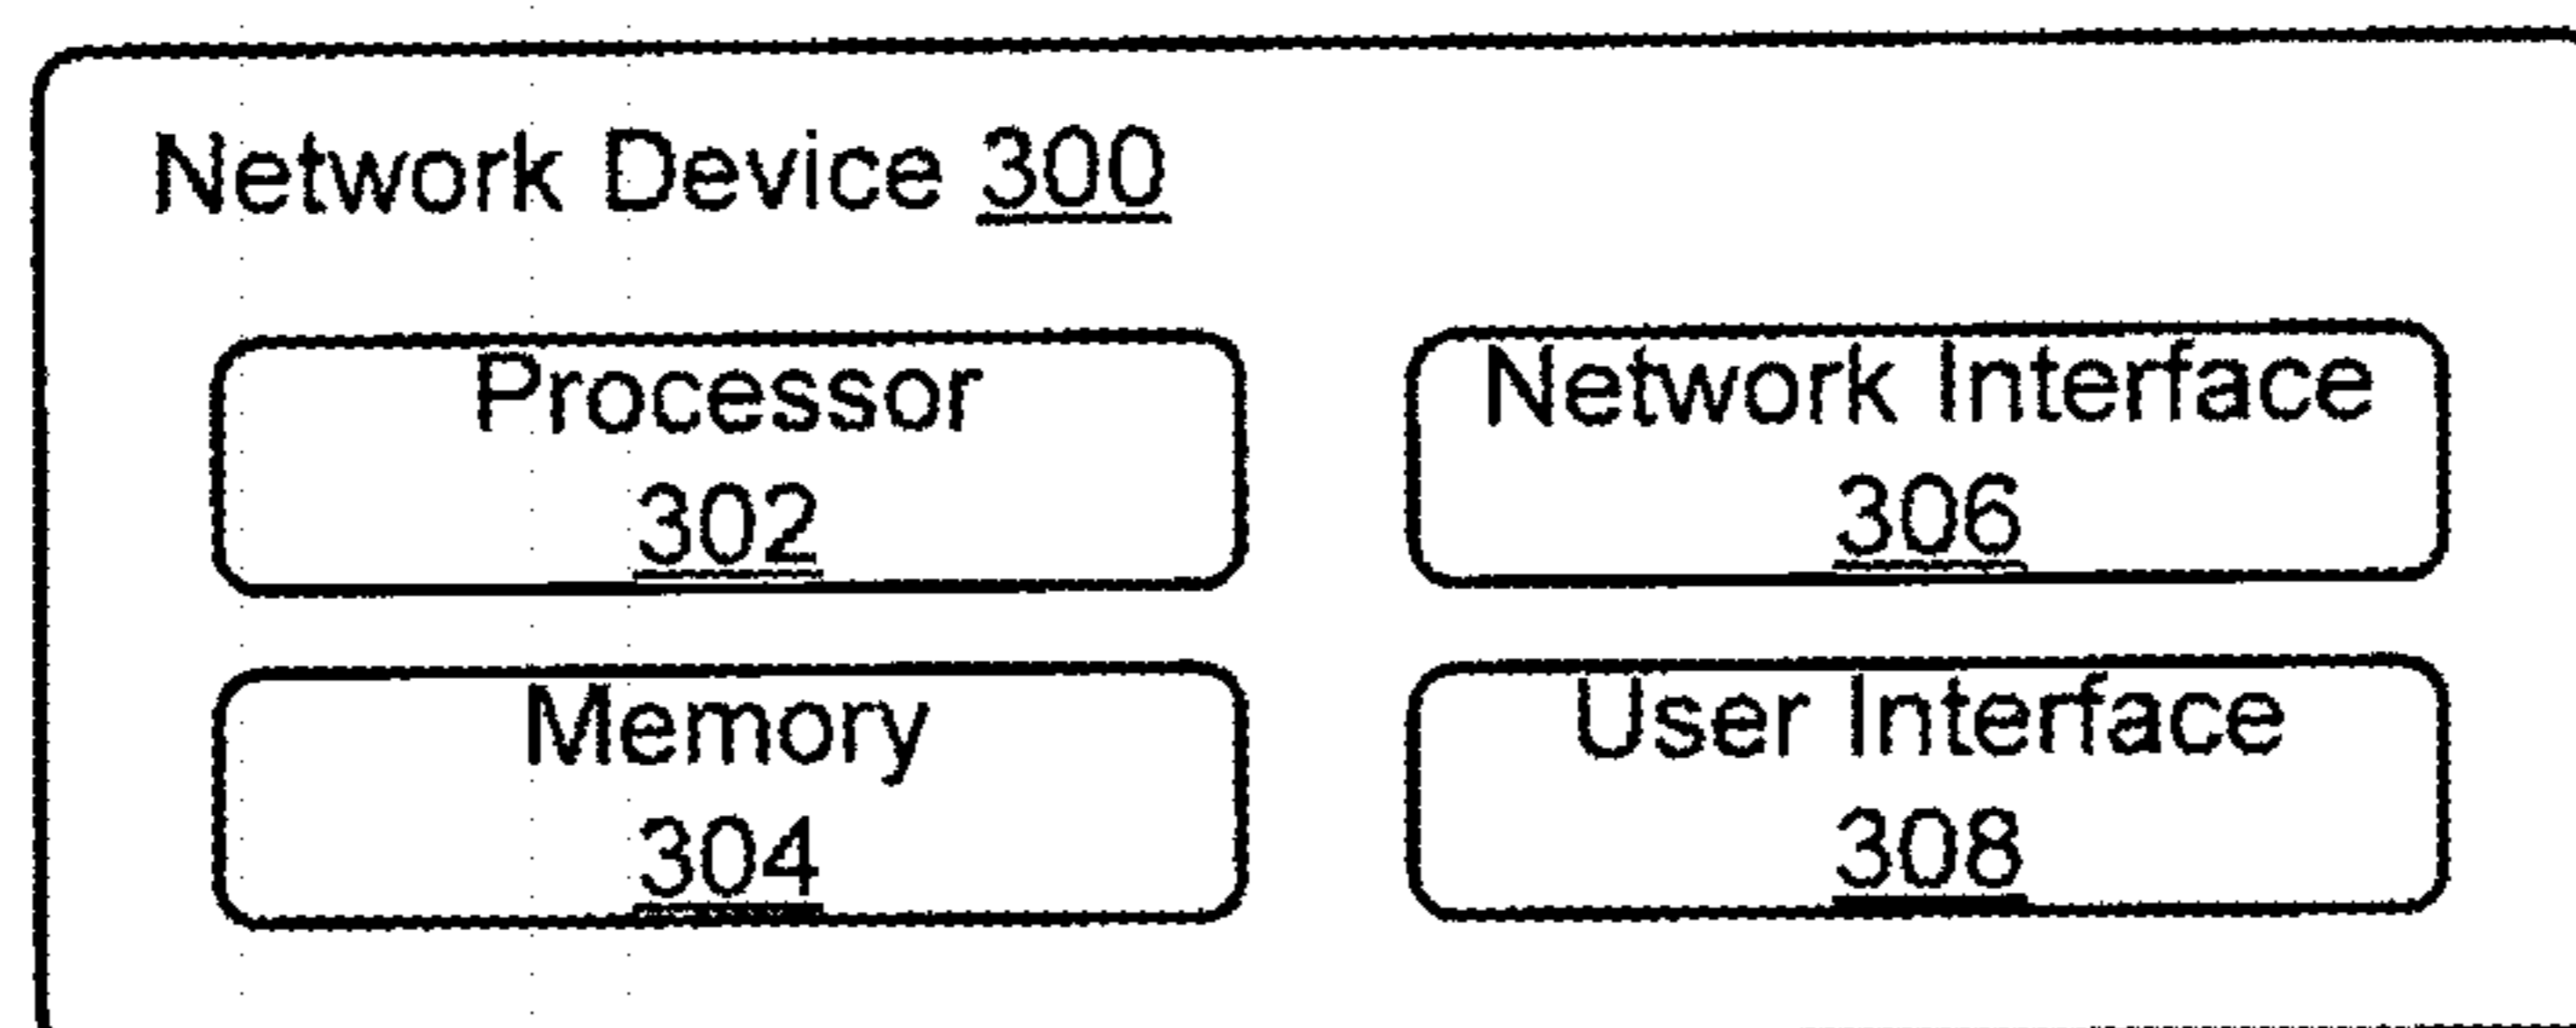 Network Device 300
Processor
302
Network Interface
306
Memory
304
User Interface
308